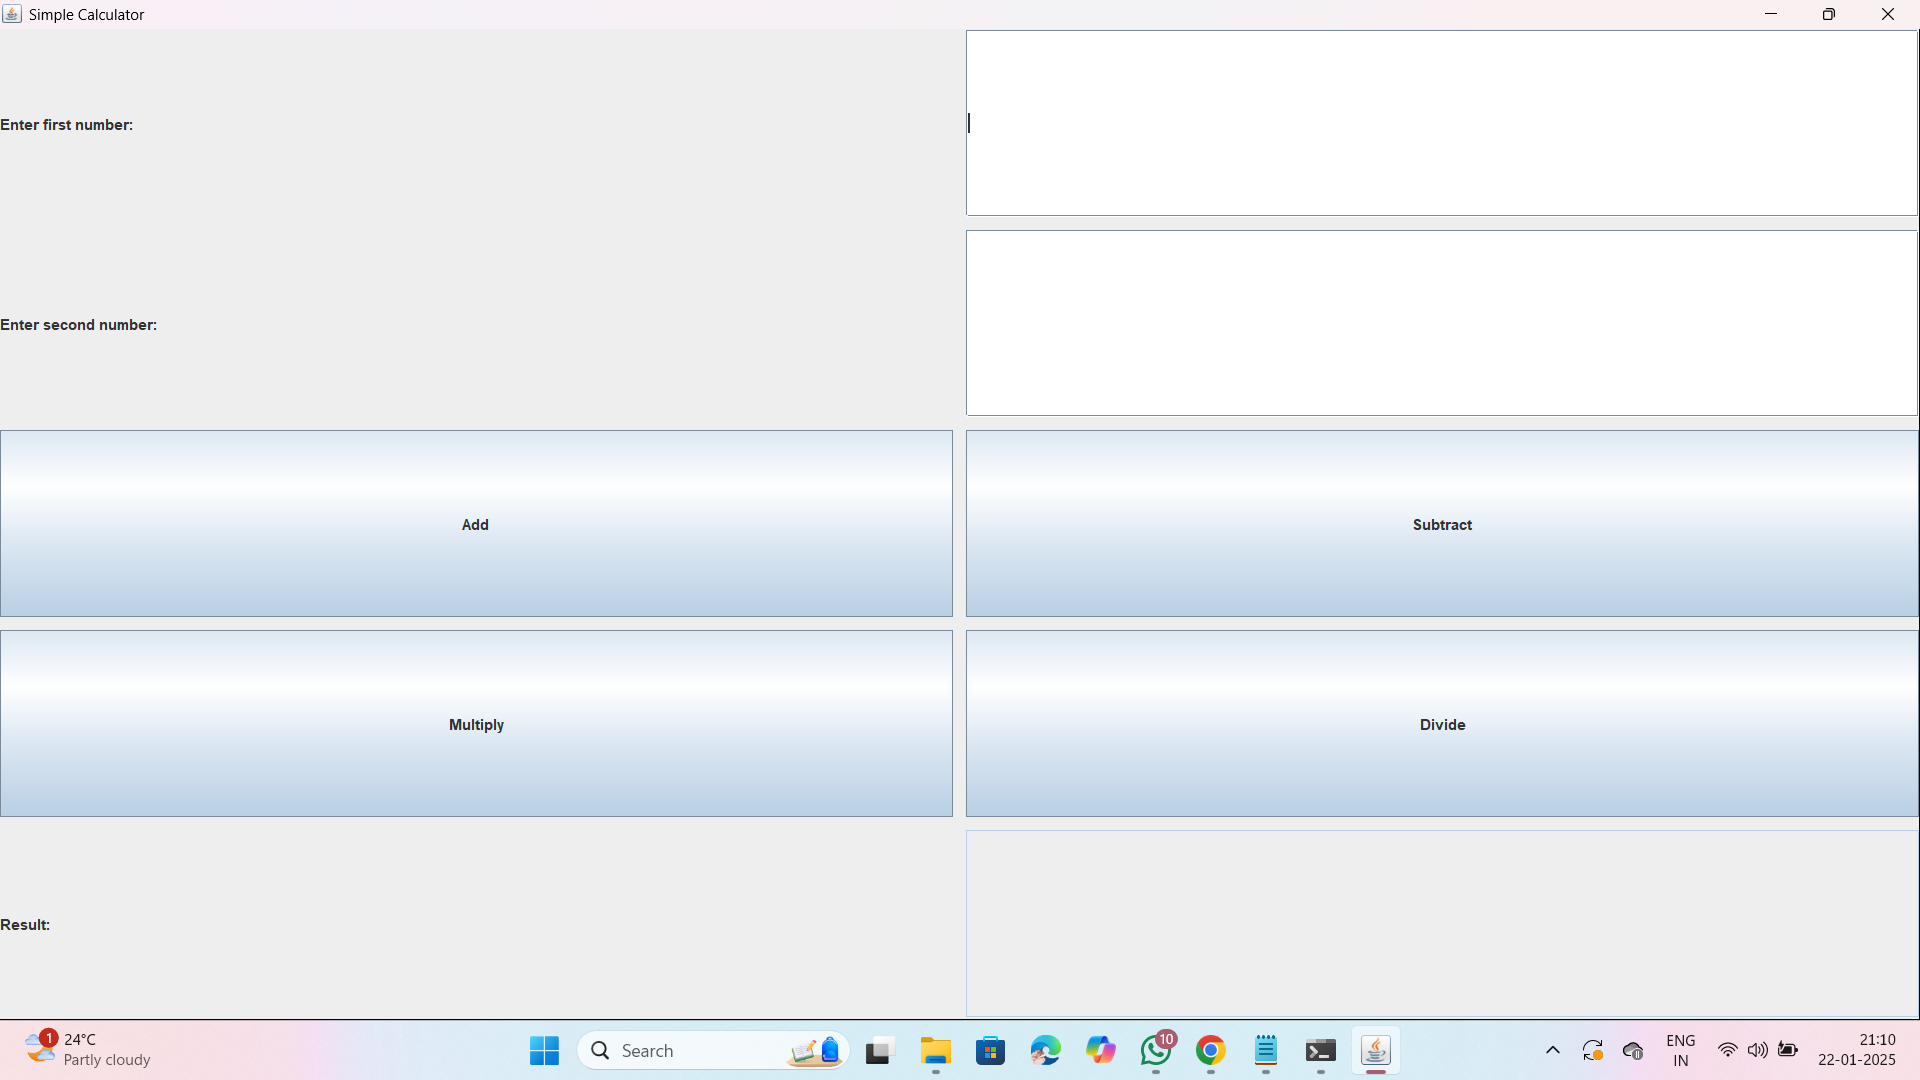 Simple Calculator
Enter first number:
Enter second number:
Add
Subtract
Multiply
Divide
Result:
1
24°C
Partly cloudy
Search
10
ENG
IN
21:10
22-01-2025